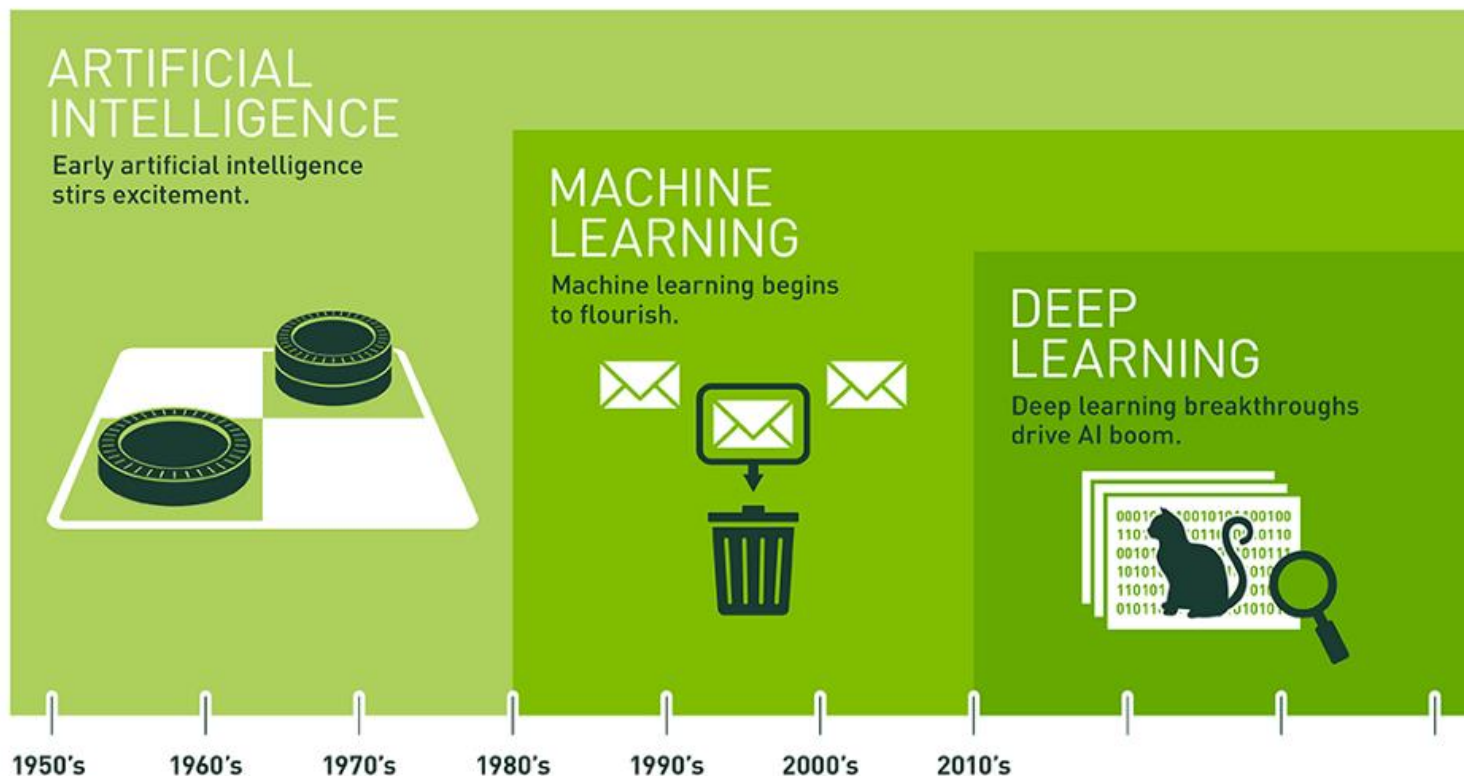 ARTIFICIAL
INTELLIGENCE
Early artificial intelligence
stirs excitement.
MACHINE
LEARNING
Machine learning begins
to flourish.
DEEP
LEARNING
Deep learning breakthroughs
drive AI boom.
1950's 1960's 1970's 1980's 1990's 2000's 2010's